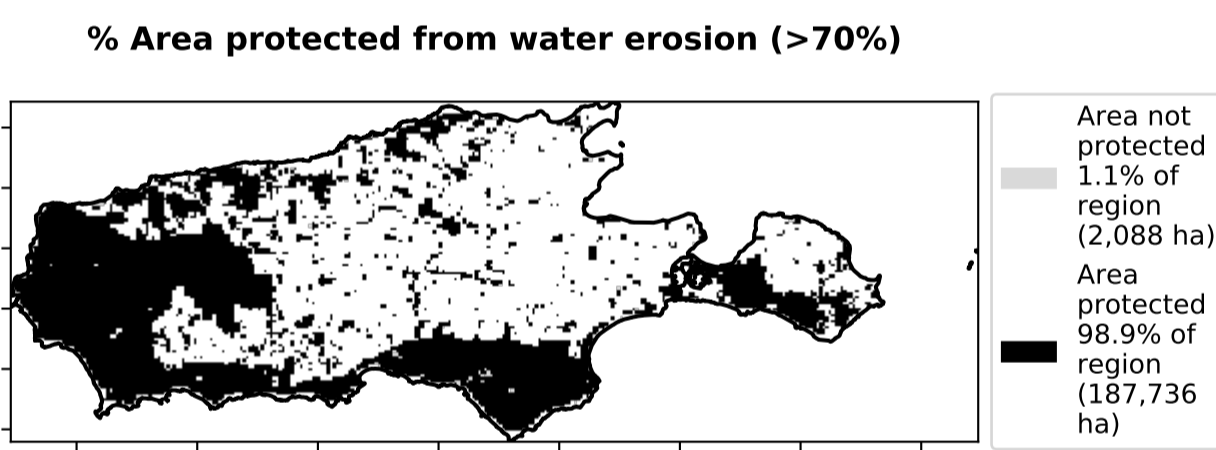 % Area protected from water erosion (>70%)
Area not
protected
1.1% of
region
(2,088 ha)
Area
protected
98.9% of
region
(187,736
ha)